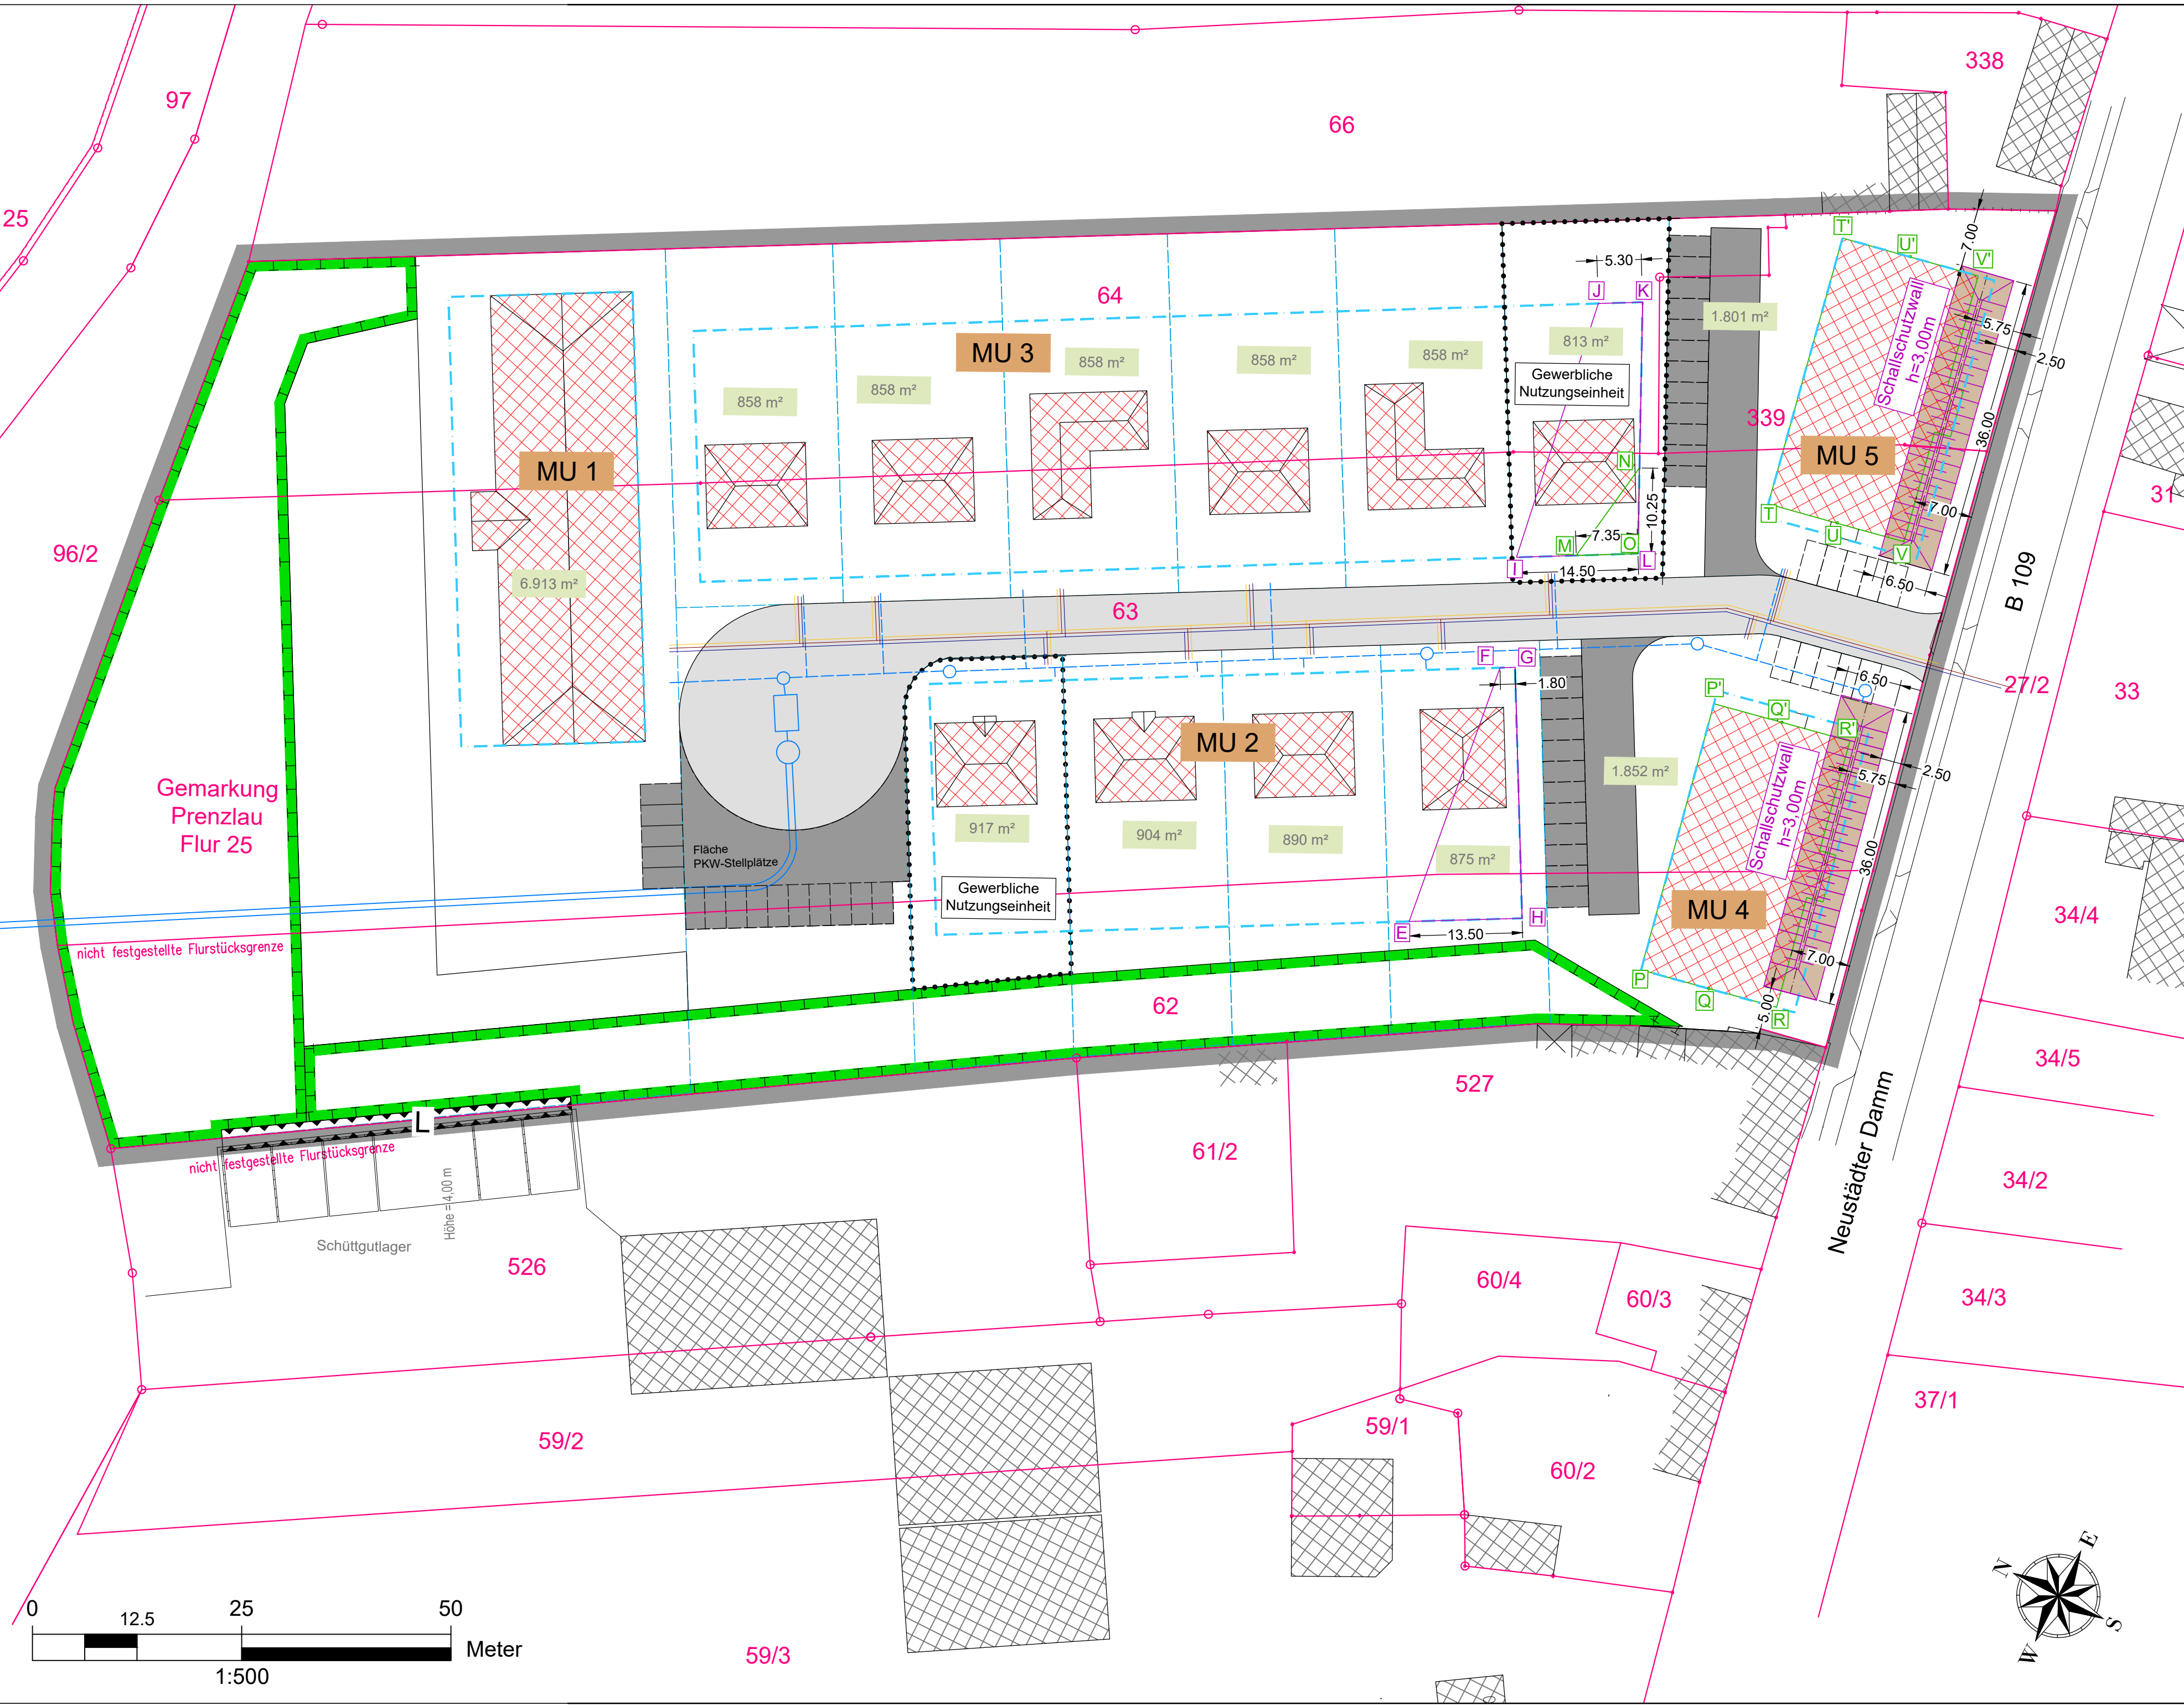 338
97
66
25
T'
7.00
U'
V'
5.30
64
J
K
1.801 m²
Schallschutzwall
h=3,00m
5.75
2.50
MU 3
813 m²
858 m²
858 m²
858 m²
858 m²
858 m²
Gewerbliche
Nutzungseinheit
339
36.00
MU 1
MU 5
N
31
10.25
7.00
T
96/2
M
7.35
O
U
V
L
I
14.50
6.913 m²
6.50
B 109
63
F
G
1.80
6.50
27/2
33
P'
Q'
R'
MU 2
Schallschutzwall
h=3,00m
5.75
2.50
1.852 m²
Gemarkung
Prenzlau
Flur 25
917 m²
904 m²
890 m²
875 m²
Fläche
PKW-Stellplätze
36.00
Gewerbliche
Nutzungseinheit
MU 4
34/4
H
E
13.50
nicht festgestellte Flurstücksgrenze
7.00
P
Q
R
5.00
62
34/5
527
L
nicht festgestellte Flurstücksgrenze
61/2
Neustädter Damm
34/2
Höhe =4,00 m
Schüttgutlager
526
60/4
60/3
34/3
37/1
59/1
59/2
60/2
N
E
S
W
0
12.5
25
50
Meter
1:500
59/3